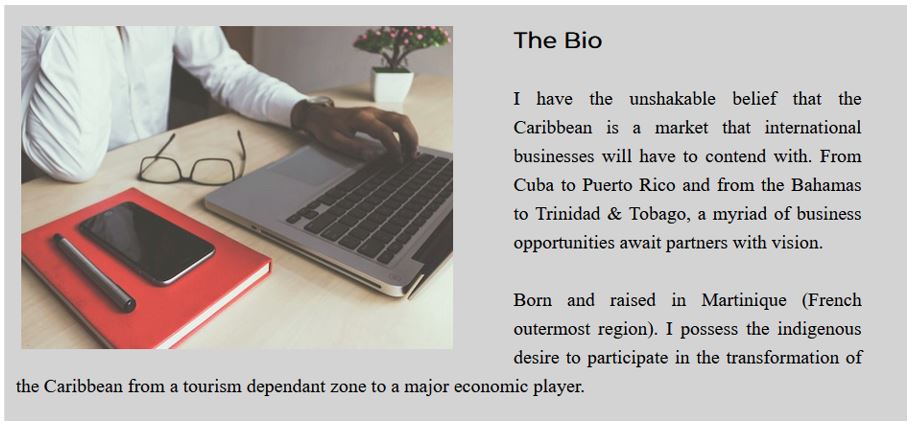 The Bio
I have the unshakable belief that the
Caribbean is a market that international
businesses will have to contend with. From
Cuba to Puerto Rico and from the Bahamas
to Trinidad & Tobago, a myriad of business
opportunities await partners with vision.
Born and raised in Martinique (French
outermost region). I possess the indigenous
desire to participate in the transformation of
the Caribbean from a tourism dependant zone to a major economic player.